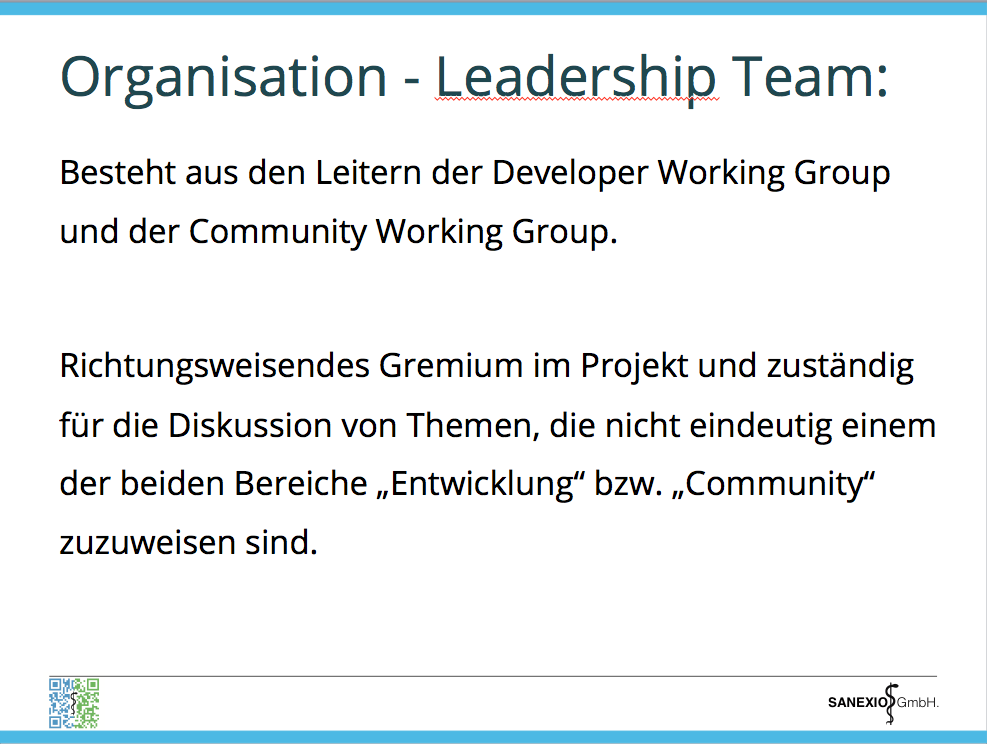 Organisation - Leadership Team:
Besteht aus den Leitern der Developer Working Group
und der Community Working Group.
Richtungsweisendes Gremium im Projekt und zuständig
für die Diskussion von Themen, die nicht eindeutig einem
der beiden Bereiche „Entwicklung“ bzw. „Community“
zuzuweisen sind.
SANEXIO GmbH.